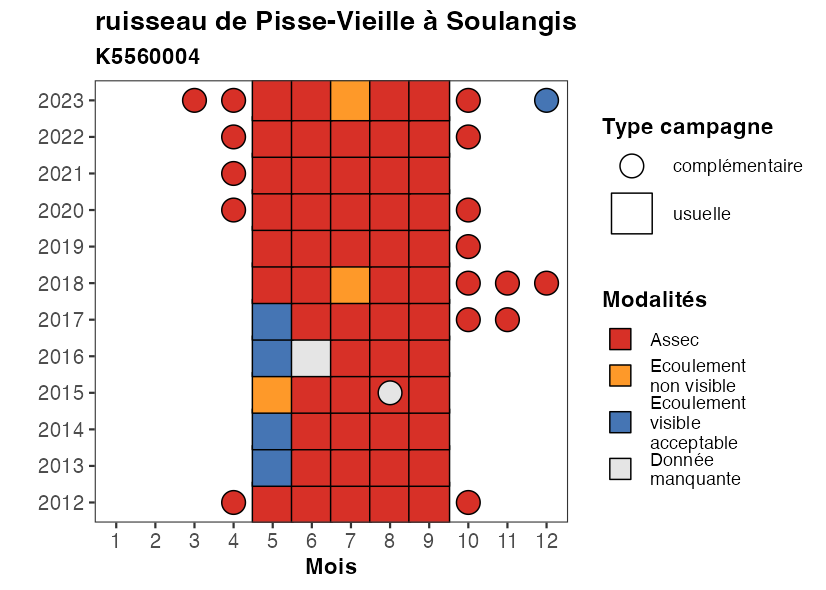 ruisseau de Pisse-Vieille à Soulangis
K5560004
2023
2022
2021
2020
2019
2018
2017
2016
2015
2014
2013
2012
1 2 3 4 5 6 7 8 9 10 11 12
Mois
Type campagne
complémentaire
usuelle
Modalités
Assec
Ecoulement
non visible
Ecoulement
visible
acceptable
Donnée
manquante